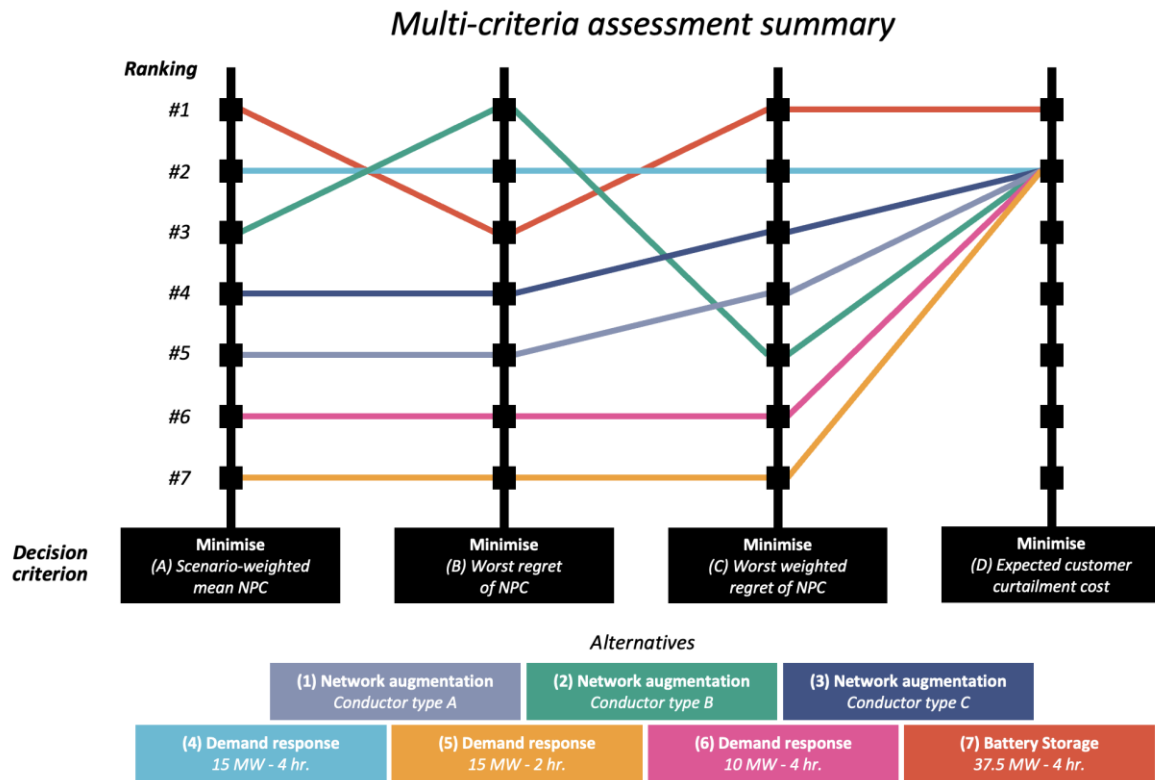 Multi-criteria assessment summary
Ranking
#1
#2
#3
#4
#5
#6
#7
Decision
criterion
Minimise
(A) Scenario-weighted
mean NPC
Minimise
(B) Worst regret
of NPC
Minimise
(C) Worst weighted
regret of NPC
Minimise
(D) Expected customer
curtailment cost
Alternatives
(1) Network augmentation
Conductor type A
(2) Network augmentation
Conductor type B
(3) Network augmentation
Conductor type C
(4) Demand response
15 MW - 4 hr.
(5) Demand response
15 MW - 2 hr.
(6) Demand response
10 MW - 4 hr.
(7) Battery Storage
37.5 MW - 4 hr.